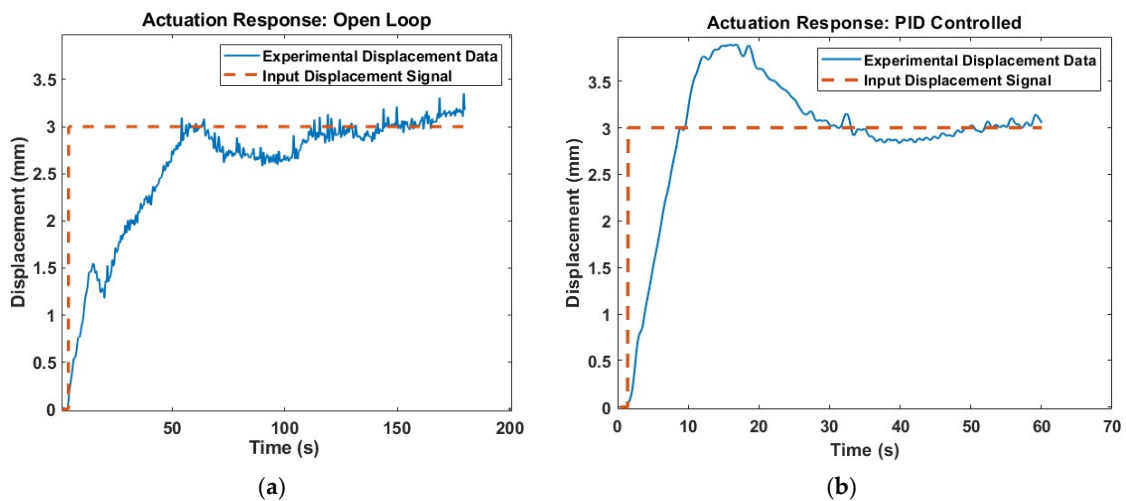 Actuation Response: Open Loop
Experimental Displacement Data
Input Displacement Signal
3.5
3
2.5
2
1.5
1
0.5
0
50
100
150
200
Displacement (mm)
Time (s)
(a)
Actuation Response: PID Controlled
Experimental Displacement Data
Input Displacement Signal
3.5
3
2.5
2
1.5
1
0.5
0
0
10
20
30
40
50
60
70
Displacement (mm)
Time (s)
(b)